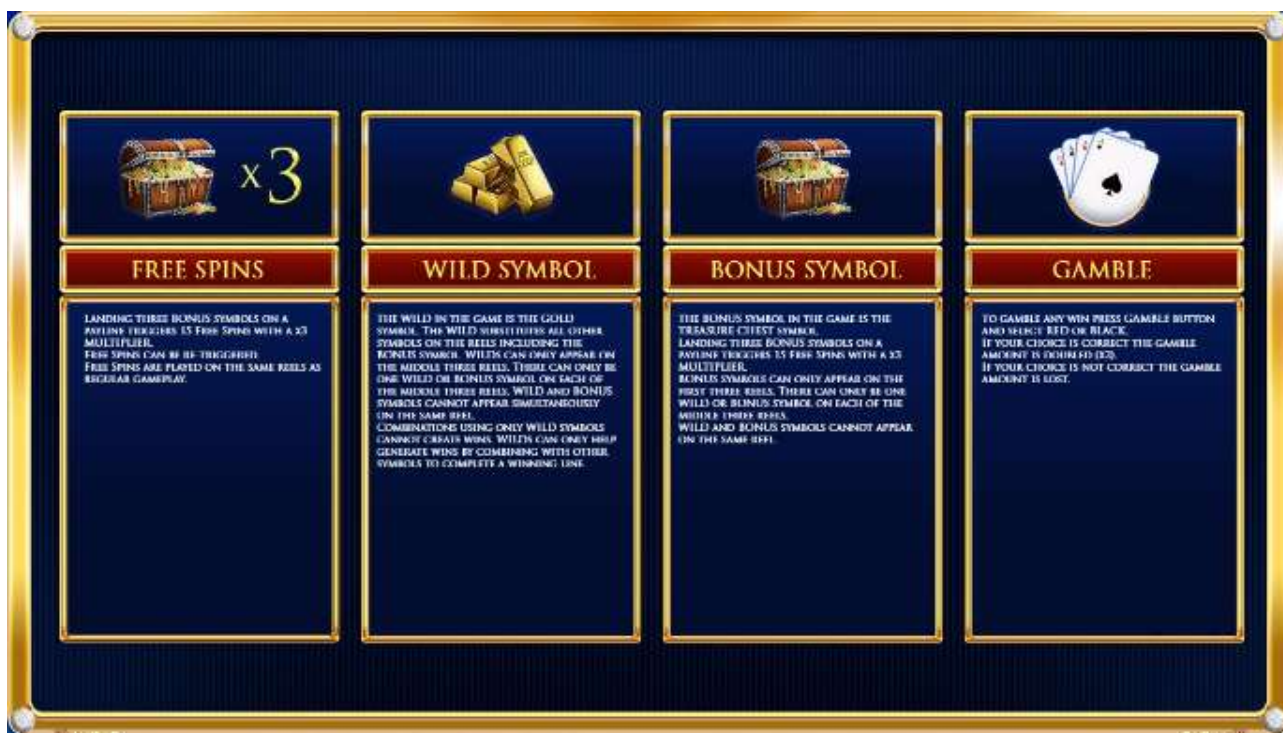 x3
FREE SPINS
LANDING THREE BONUS SYMBOLS ON A
PAYLINE TRIGGERS 15 FREE SPINS WITH A X3
MULTIPLIER.
FREE SPINS CAN BE RE-TRIGGERED.
FREE SPINS ARE PLAYED ON THE SAME REELS AS
REGULAR GAMEPLAY.
WILD SYMBOL
THE WILD IN THE GAME IS THE GOLD
SYMBOL. THE WILD SUBSTITUTES ALL OTHER
SYMBOLS ON THE REELS INCLUDING THE
BONUS SYMBOL. WILDS CAN ONLY APPEAR ON
THE MIDDLE THREE REELS. THERE CAN ONLY BE
ONE WILD OR BONUS SYMBOL ON EACH OF
THE MIDDLE THREE REELS. WILD AND BONUS
SYMBOLS CANNOT APPEAR SIMULTANEOUSLY
ON THE SAME REEL.
COMBINATIONS USING ONLY WILD SYMBOLS
CANNOT CREATE WINS. WILDS CAN ONLY HELP
GENERATE WINS BY COMBINING WITH OTHER
SYMBOLS TO COMPLETE A WINNING LINE.
BONUS SYMBOL
THE BONUS SYMBOL IN THE GAME IS THE
TREASURE CHEST SYMBOL.
LANDING THREE BONUS SYMBOLS ON A
PAYLINE TRIGGERS 15 FREE SPINS WITH A X3
MULTIPLIER.
BONUS SYMBOLS CAN ONLY APPEAR ON THE
FIRST THREE REELS. THERE CAN ONLY BE ONE
WILD OR BONUS SYMBOL ON EACH OF THE
MIDDLE THREE REELS.
WILD AND BONUS SYMBOLS CANNOT APPEAR
ON THE SAME REEL.
GAMBLE
TO GAMBLE ANY WIN PRESS GAMBLE BUTTON
AND SELECT RED OR BLACK.
IF YOUR CHOICE IS CORRECT THE GAMBLE
AMOUNT IS DOUBLED (X2).
IF YOUR CHOICE IS NOT CORRECT THE GAMBLE
AMOUNT IS LOST.